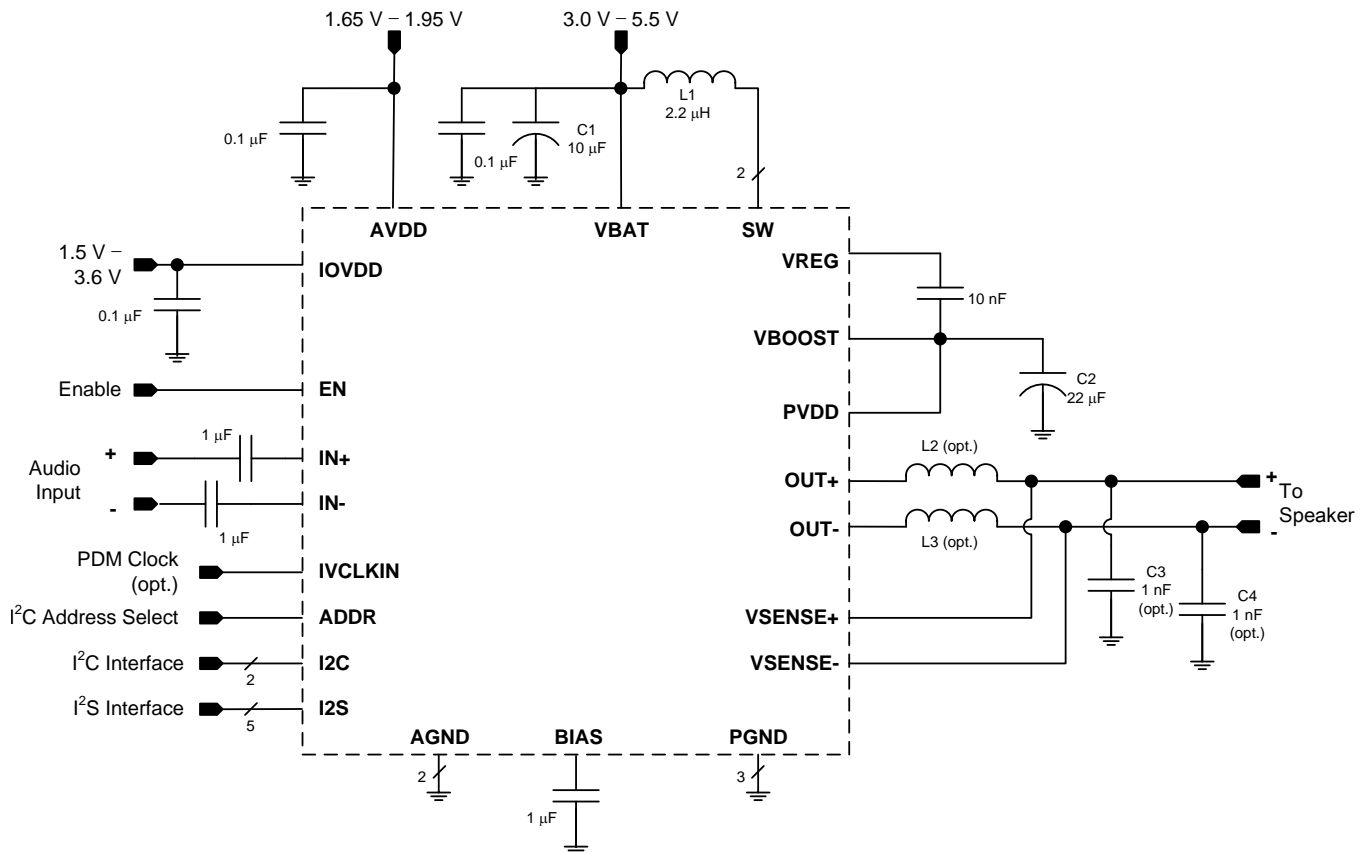 1.65 V – 1.95 V
3.0 V – 5.5 V
L1
2.2 μH
0.1 μF
0.1 μF
C1
10 μF
2
AVDD
VBAT
SW
1.5 V –
3.6 V
IOVDD
0.1 μF
VREG
10 nF
VBOOST
C2
22 μF
PVDD
Enable
EN
1 μF
Audio
Input
+
IN+
-
IN-
1 μF
L2 (opt.)
OUT+
+
To
Speaker
-
OUT-
L3 (opt.)
PDM Clock
(opt.)
IVCLKIN
C3
1 nF
(opt.)
C4
1 nF
(opt.)
I²C Address Select
ADDR
VSENSE+
I²C Interface
2
I2C
VSENSE-
I²S Interface
5
I2S
AGND
BIAS
PGND
2
3
1 μF